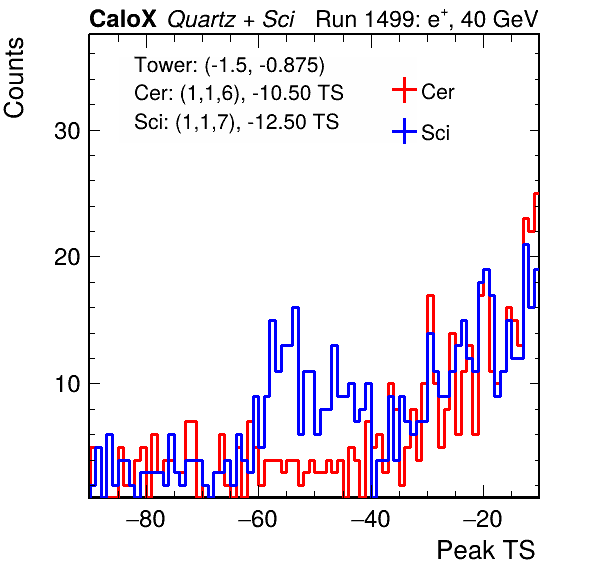 CaloX Quartz + Sci Run 1499: e⁺, 40 GeV
Counts
Tower: (-1.5, -0.875)
Cer: (1,1,6), -10.50 TS
Sci: (1,1,7), -12.50 TS
Cer
Sci
30
20
10
−80 −60 −40 −20
Peak TS